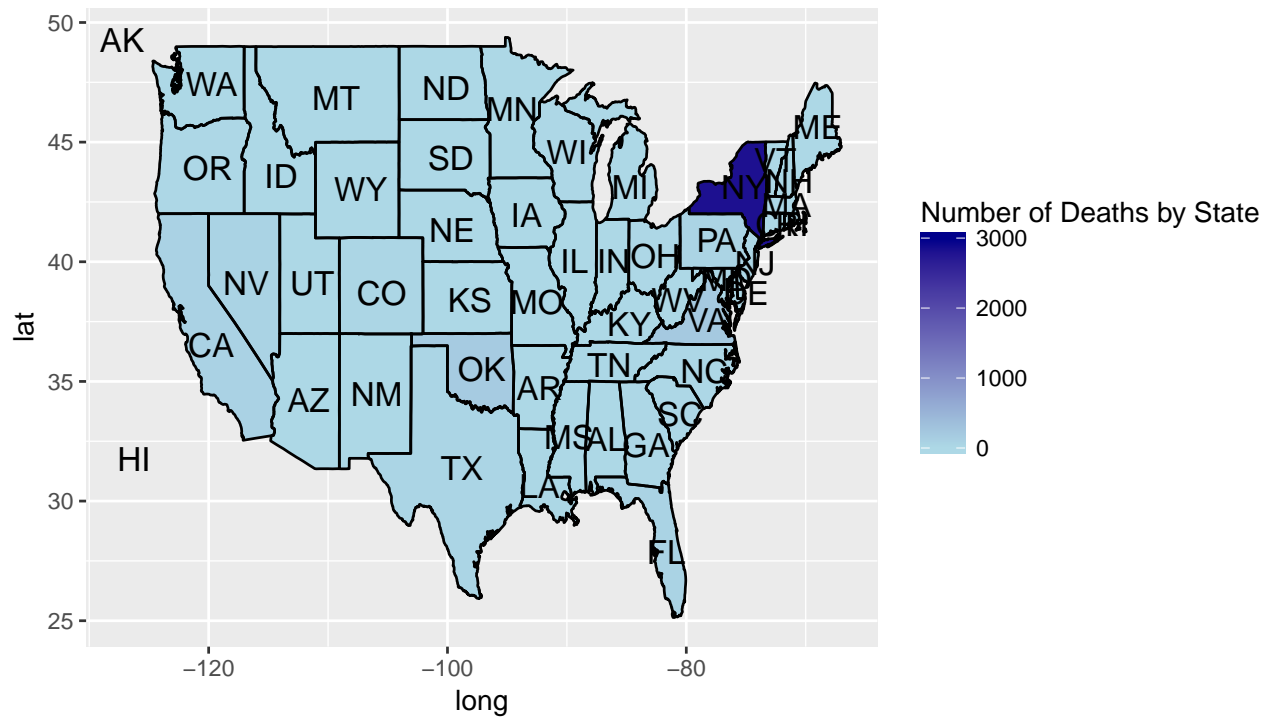 50
AK
WA
MT
ND
MN
ME
45
OR
ID
WY
SD
WI
MI
VT
NY
NH
MA
IA
NE
PA
NJ
40
NV
UT
CO
KS
MO
IL
IN
OH
WV
MD
DE
VA
KY
CA
35
AZ
NM
OK
AR
TN
NC
SC
HI
TX
MS
AL
GA
LA
30
FL
25
−120
−100
−80
long
lat
Number of Deaths by State
3000
2000
1000
0